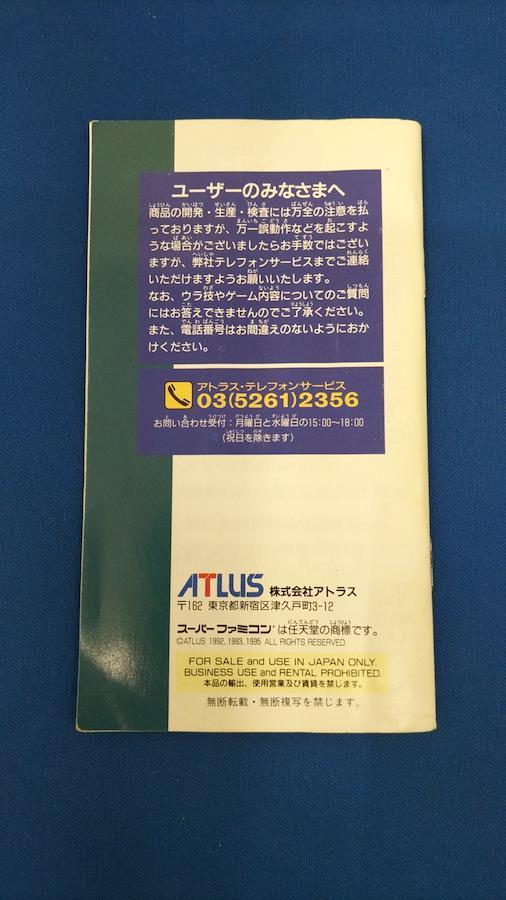 ユーザーのみなさまへ
商品の開発・生産・検査には万全の注意を払
っておりますが、万一誤動作などを起こすよ
うな場合がございましたらお手数ではござい
ますが、弊社テレフォンサービスまでご連絡
いただけますようお願いいたします。
なお、ウラ技やゲーム内容についてのご質問
にはお答えできませんのでご了承ください。
また、電話番号はお間違えのないようにおか
けください。
アトラス・テレフォンサービス
03(5261)2356
お問い合わせ受付：月曜日と水曜日の15:00～18:00
（祝日を除きます）
ATLUS 株式会社アトラス
〒162 東京都新宿区津久戸町3-12
スーパーファミコン®は任天堂の商標です。
©ATLUS 1992, 1993, 1995 ALL RIGHTS RESERVED
FOR SALE and USE IN JAPAN ONLY.
BUSINESS USE and RENTAL PROHIBITED.
本品の輸出、使用営業及び賃貸を禁じます。
無断転載・無断複写を禁じます。